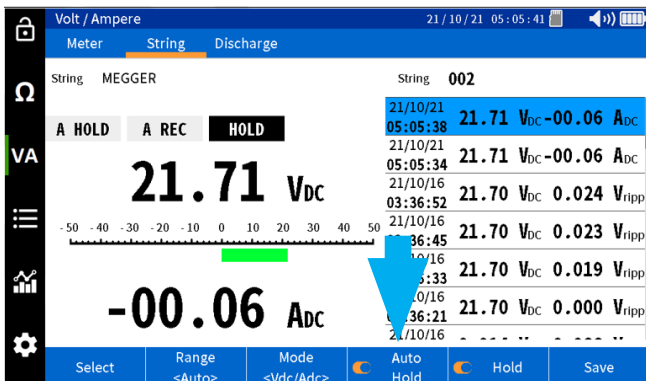 Volt / Ampere
21/10/21 05:05:41
Meter String Discharge
String MEGGER
String 002
Ω
VA
A HOLD A REC HOLD
21.71 VDC
-50 -40 -30 -20 -10 0 10 20 30 40 50
-00.06 ADC
21/10/21
05:05:38 21.71 VDC -00.06 ADC
21/10/21
05:05:34 21.71 VDC -00.06 ADC
21/10/16
03:36:52 21.70 VDC 0.024 Vripp
21/10/16
36:45 21.70 VDC 0.023 Vripp
10/16
:33 21.70 VDC 0.019 Vripp
0/16
36:21 21.70 VDC 0.000 Vripp
21/10/16
Select
Range
<Auto>
Mode
<Vdc/Adc>
Auto
Hold
Hold
Save